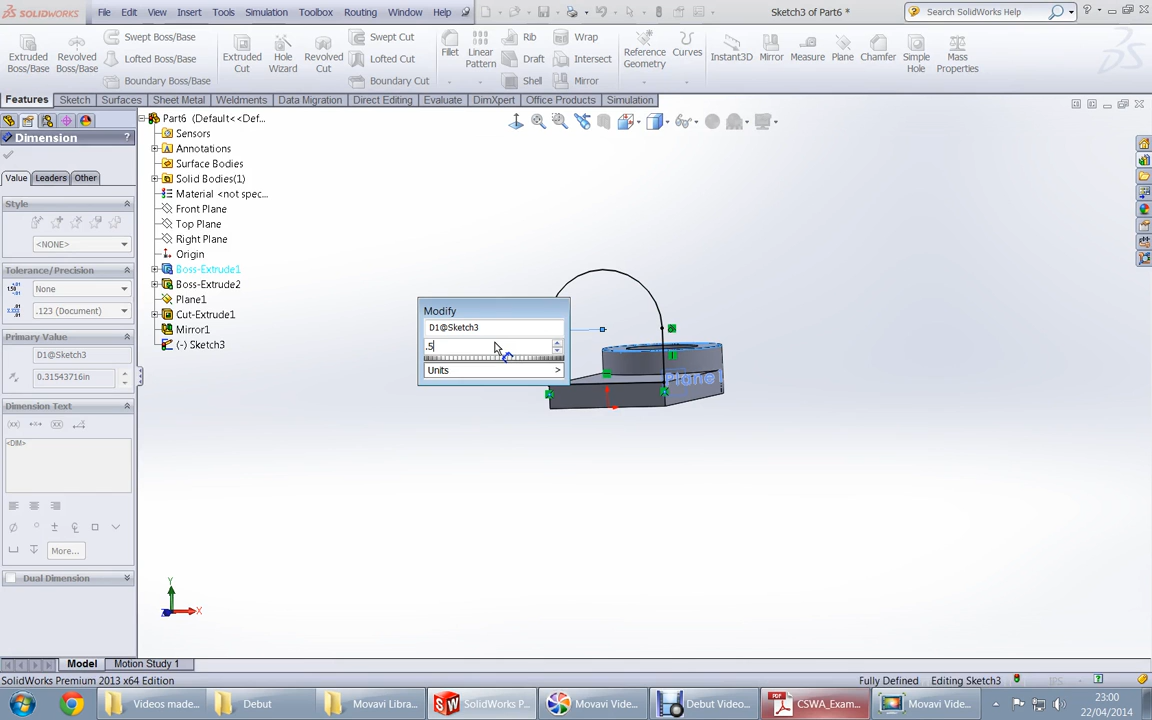 SOLIDWORKS File Edit View Insert Tools Simulation Toolbox Routing Window Help Sketch3 of Part6 * Search SolidWorks Help
Extruded Boss/Base
Revolved Boss/Base
Swept Boss/Base
Lofted Boss/Base
Boundary Boss/Base
Extruded Cut
Hole Wizard
Revolved Cut
Swept Cut
Lofted Cut
Boundary Cut
Fillet
Linear Pattern
Rib
Draft
Shell
Wrap
Intersect
Mirror
Reference Geometry
Curves
Instant3D
Mirror
Measure
Plane
Chamfer
Simple Hole
Mass Properties
Features Sketch Surfaces Sheet Metal Weldments Data Migration Direct Editing Evaluate DimXpert Office Products Simulation
Dimension ?
Value Leaders Other
Style
<NONE>
Tolerance/Precision
None
.123 (Document)
Primary Value
D1@Sketch3
0.31543716in
Dimension Text
<DIM>
More...
Dual Dimension
Part6 (Default<<Def...
Sensors
Annotations
Surface Bodies
Solid Bodies(1)
Material <not spec...
Front Plane
Top Plane
Right Plane
Origin
Boss-Extrude1
Boss-Extrude2
Plane1
Cut-Extrude1
Mirror1
(-) Sketch3
Modify
D1@Sketch3
.5
Units >
Plane
Y
X
Model Motion Study 1
SolidWorks Premium 2013 x64 Edition Fully Defined Editing Sketch3 IPS
Videos made... Debut Movavi Libra... SolidWorks P... Movavi Vide... Debut Video... CSWA_Exam... Movavi Vide... 23:00
22/04/2014